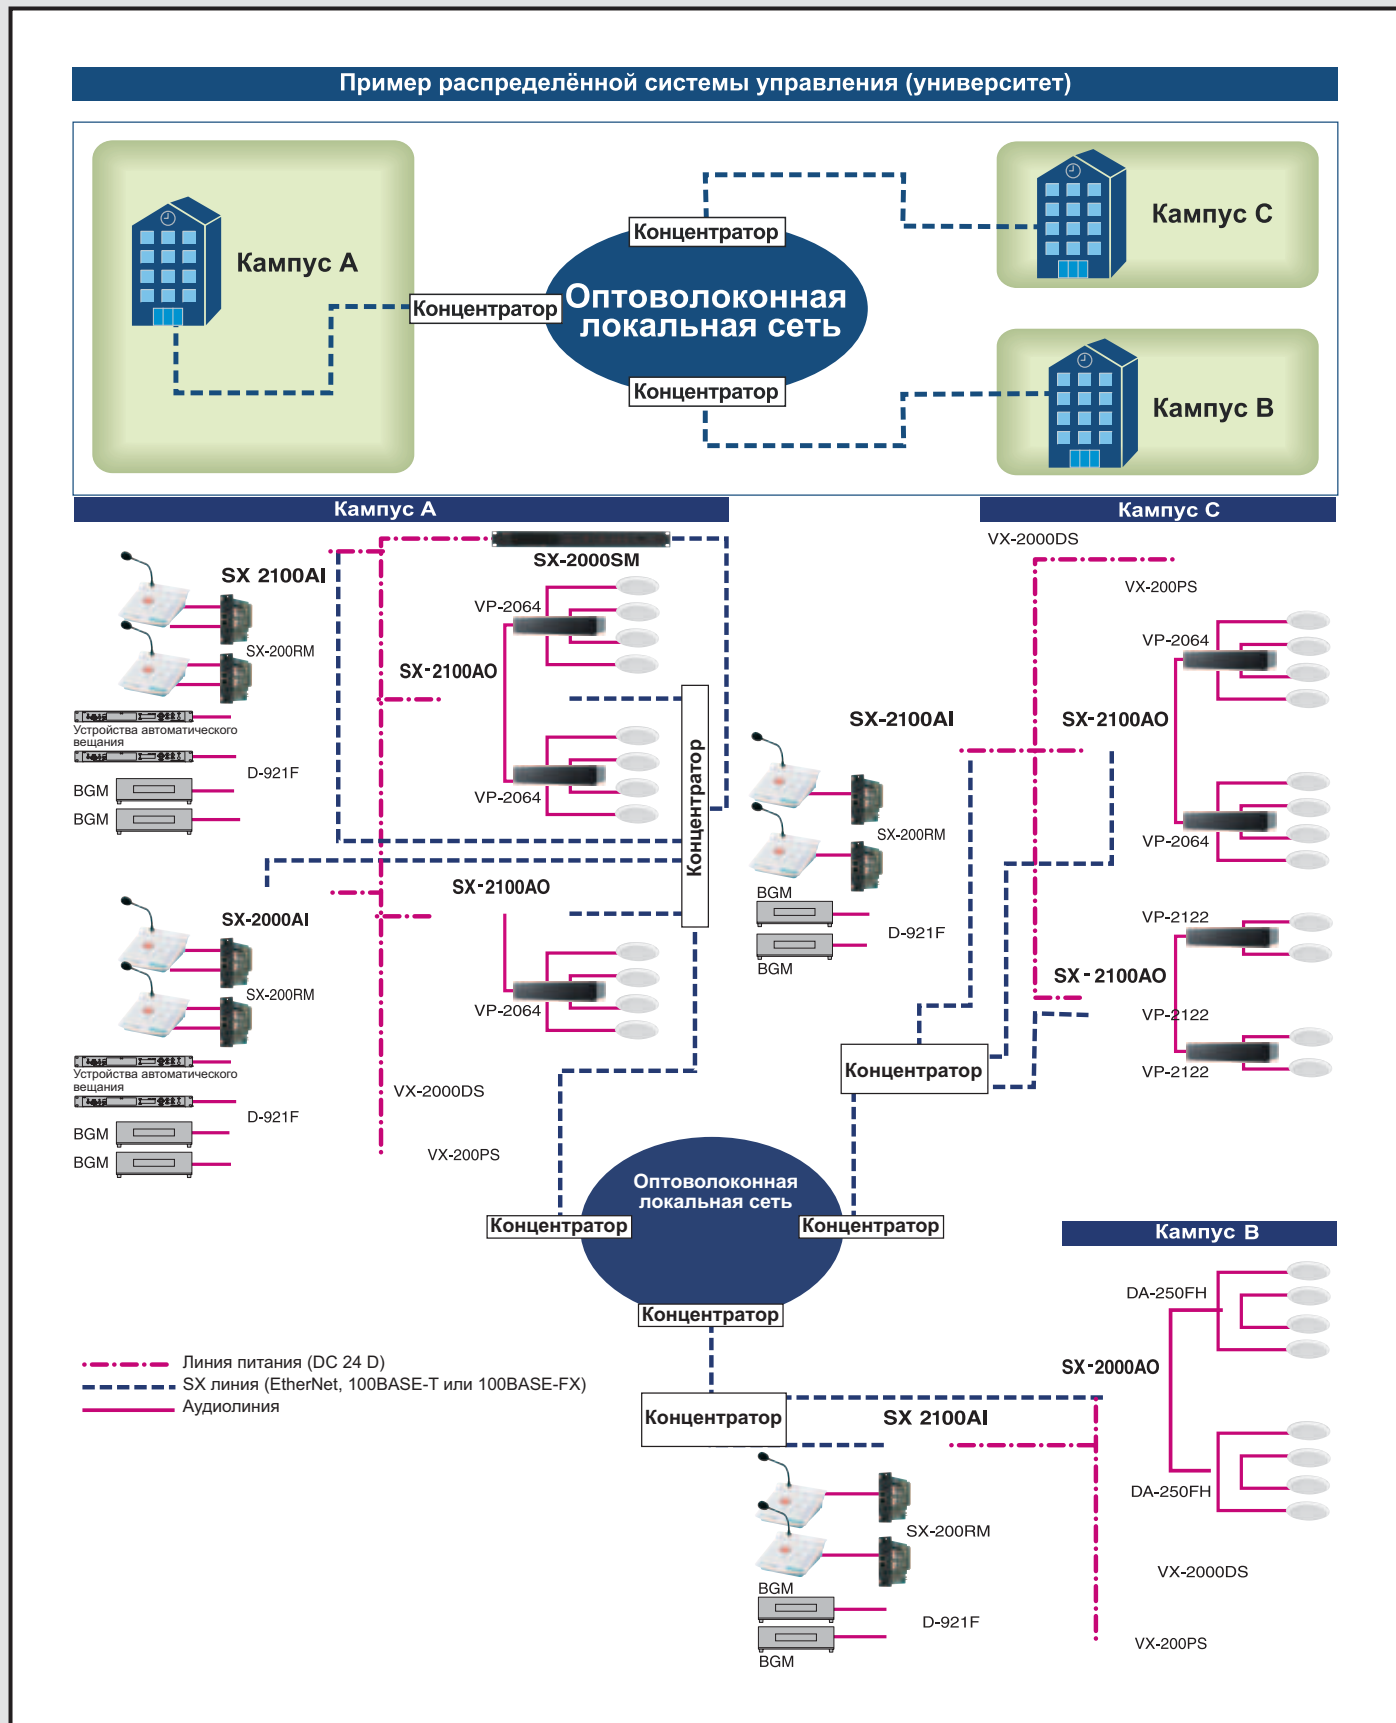 Пример распределённой системы управления (университет)
Кампус A
Концентратор
Концентратор
Оптоволоконная
локальная сеть
Концентратор
Кампус C
Кампус B
Кампус A
SX 2100AI
SX-200RM
Устройства автоматического
вещания
D-921F
BGM
BGM
SX-2000SM
VP-2064
SX-2100AO
VP-2064
Концентратор
SX-2000AI
SX-200RM
Устройства автоматического
вещания
D-921F
BGM
BGM
SX-2100AO
VP-2064
VX-2000DS
VX-200PS
Кампус C
VX-2000DS
VX-200PS
VP-2064
SX-2100AO
VP-2064
SX-2100AI
SX-200RM
BGM
D-921F
BGM
VP-2122
SX-2100AO
VP-2122
VP-2122
Концентратор
Оптоволоконная
локальная сеть
Концентратор
Концентратор
Концентратор
Кампус B
DA-250FH
SX-2000AO
DA-250FH
Концентратор
SX 2100AI
SX-200RM
BGM
D-921F
BGM
VX-2000DS
VX-200PS
Линия питания (DC 24 D)
SX линия (EtherNet, 100BASE-T или 100BASE-FX)
Аудиолиния